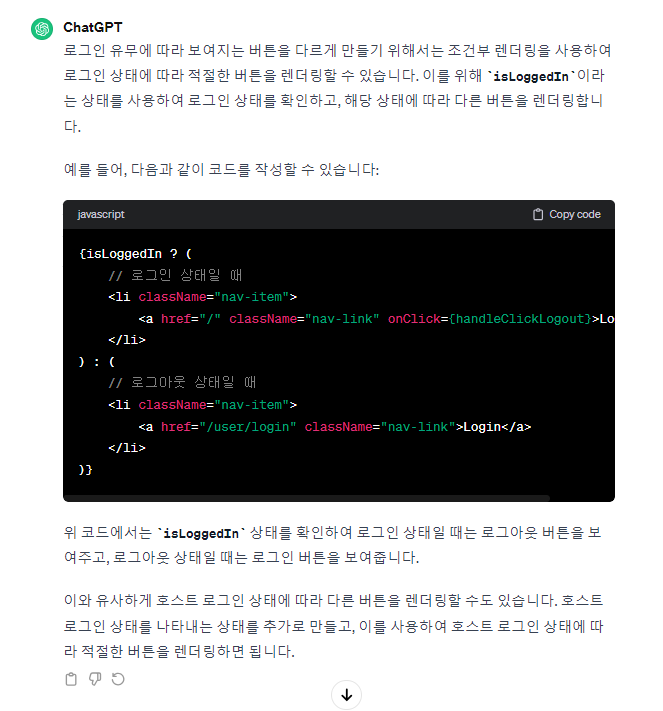 ChatGPT
로그인 유무에 따라 보여지는 버튼을 다르게 만들기 위해서는 조건부 렌더링을 사용하여
로그인 상태에 따라 적절한 버튼을 렌더링할 수 있습니다. 이를 위해 `isLoggedIn`이라
는 상태를 사용하여 로그인 상태를 확인하고, 해당 상태에 따라 다른 버튼을 렌더링합니
다.
예를 들어, 다음과 같이 코드를 작성할 수 있습니다:
javascript
Copy code
{isLoggedIn ? (
    // 로그인 상태일 때
    <li className="nav-item">
        <a href="/" className="nav-link" onClick={handleClickLogout}>Lo
    </li>
) : (
    // 로그아웃 상태일 때
    <li className="nav-item">
        <a href="/user/login" className="nav-link">Login</a>
    </li>
)}
위 코드에서는 `isLoggedIn` 상태를 확인하여 로그인 상태일 때는 로그아웃 버튼을 보
여주고, 로그아웃 상태일 때는 로그인 버튼을 보여줍니다.
이와 유사하게 호스트 로그인 상태에 따라 다른 버튼을 렌더링할 수도 있습니다. 호스트
로그인 상태를 나타내는 상태를 추가로 만들고, 이를 사용하여 호스트 로그인 상태에 따
라 적절한 버튼을 렌더링하면 됩니다.